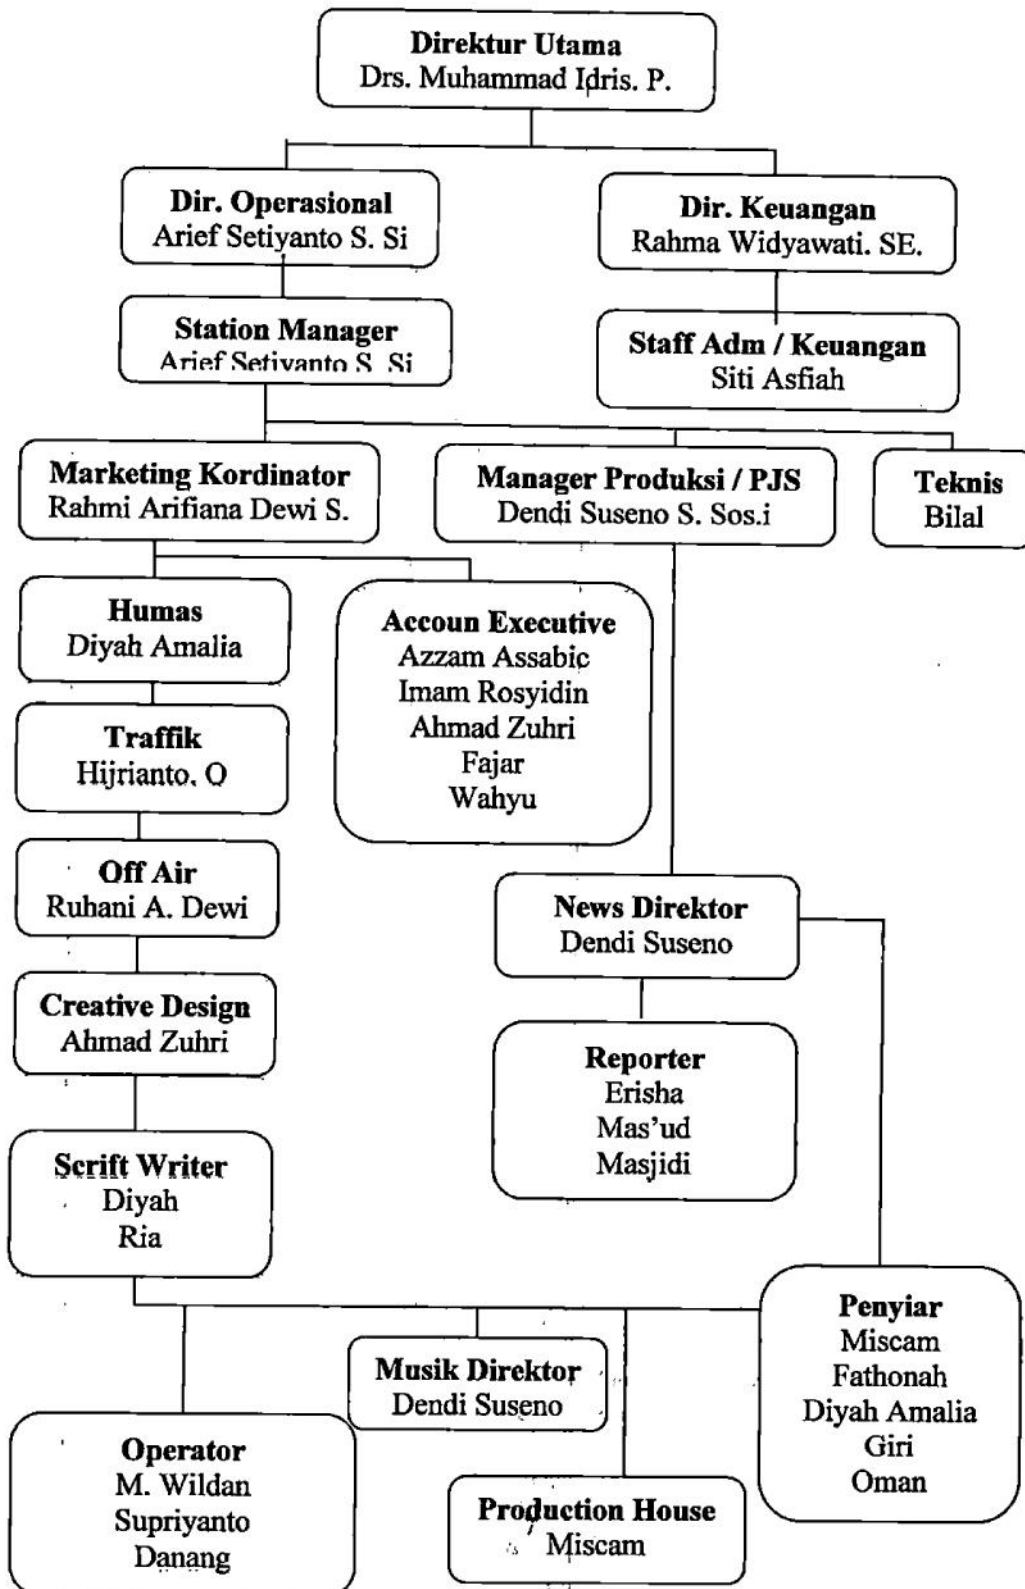 Direktur Utama
Drs. Muhammad Idris. P.
Dir. Operasional
Arief Setiyanto S. Si
Dir. Keuangan
Rahma Widyawati. SE.
Station Manager
Arief Setiyanto S. Si
Staff Adm / Keuangan
Siti Asfiah
Marketing Kordinator
Rahmi Arifiana Dewi S.
Manager Produksi / PJS
Dendi Suseno S. Sos.i
Teknis
Bilal
Humas
Diyah Amalia
Accoun Executive
Azzam Assabic
Imam Rosyidin
Ahmad Zuhri
Fajar
Wahyu
Traffik
Hijrianto. Q
Off Air
Ruhani A. Dewi
News Direktor
Dendi Suseno
Creative Design
Ahmad Zuhri
Reporter
Erisha
Mas'ud
Masjidi
Scrift Writer
Diyah
Ria
Penyiar
Miscam
Fathonah
Diyah Amalia
Giri
Oman
Musik Direktor
Dendi Suseno
Operator
M. Wildan
Supriyanto
Danang
Production House
Miscam